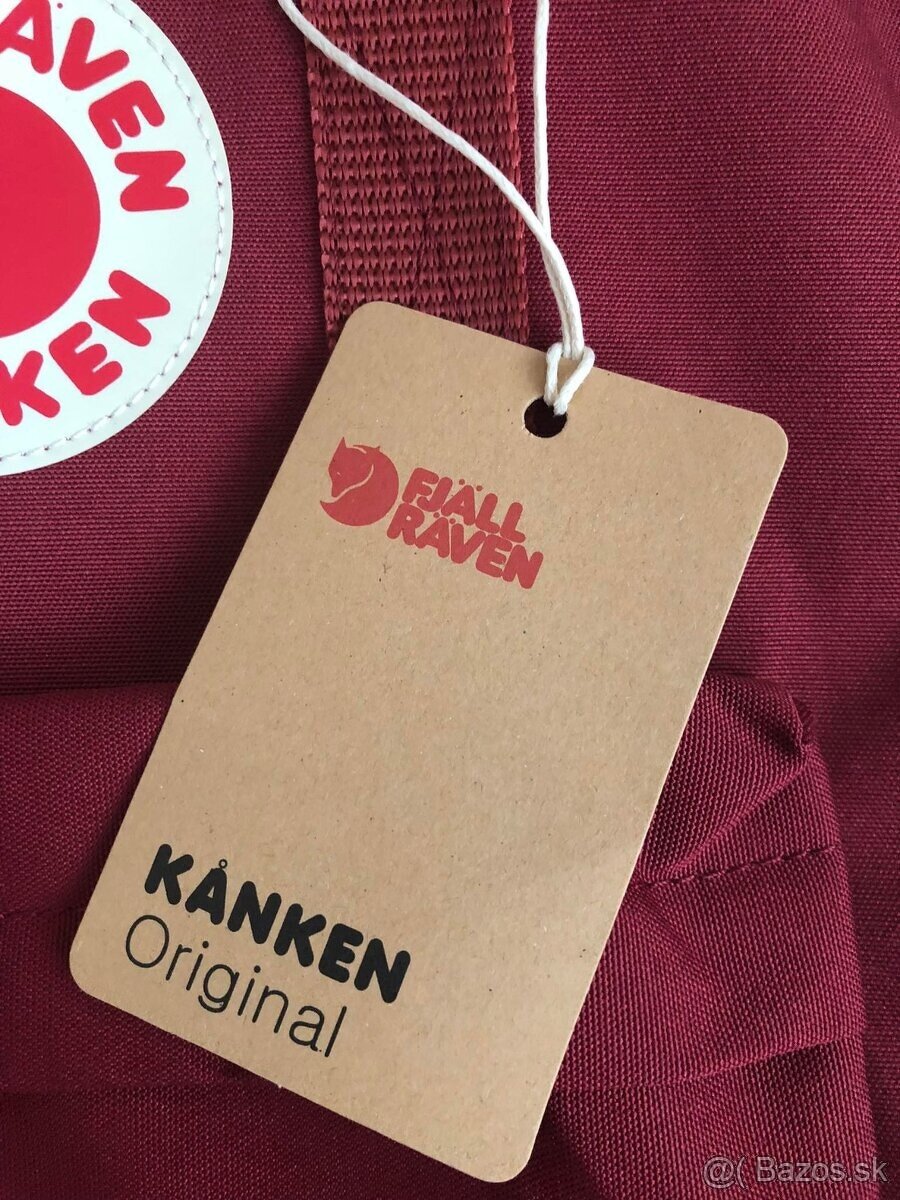 ÄVEN
KEN
FJÄLL
RÄVEN
KÅNKEN
Original
@( Bazos.sk